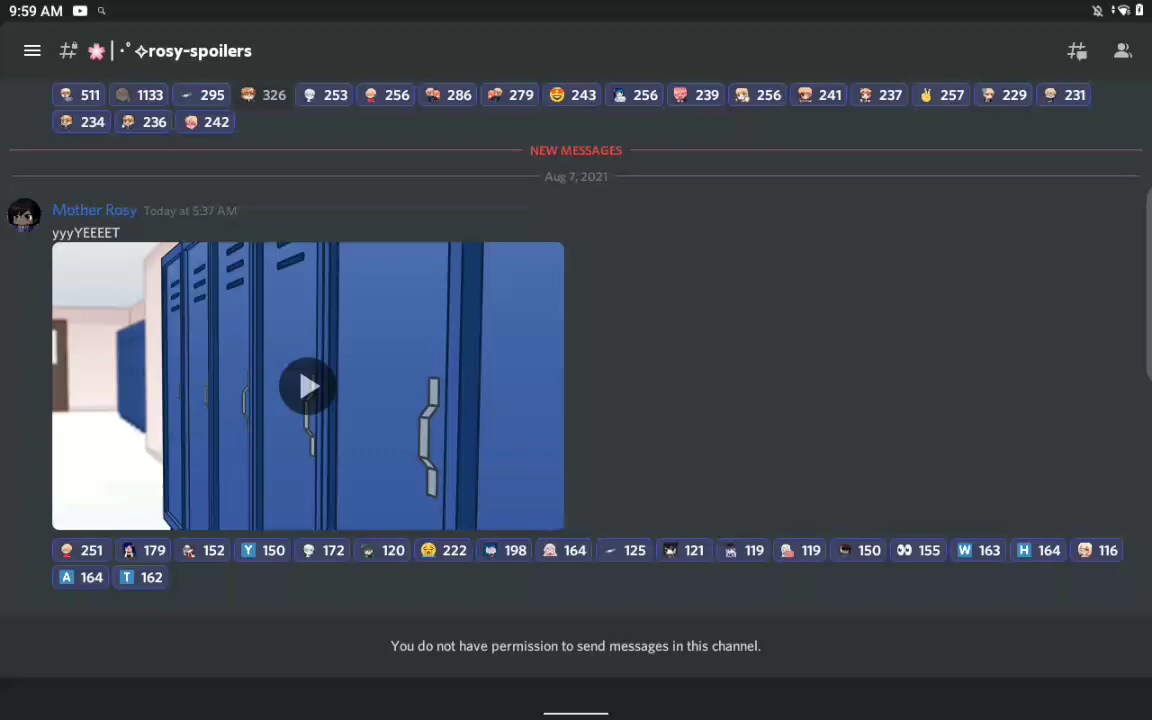 9:59 AM
rosy-spoilers
511 1133 295 326 253 256 286 279 243 256 239 256 241 237 257 229 231
234 236 242
NEW MESSAGES
Aug 7, 2021
Mother Rosy Today at 5:37 AM
yyyYEEEET
251 179 152 Y 150 172 120 222 198 164 125 121 119 119 150 155 W 163 H 164 116
A 164 T 162
You do not have permission to send messages in this channel.